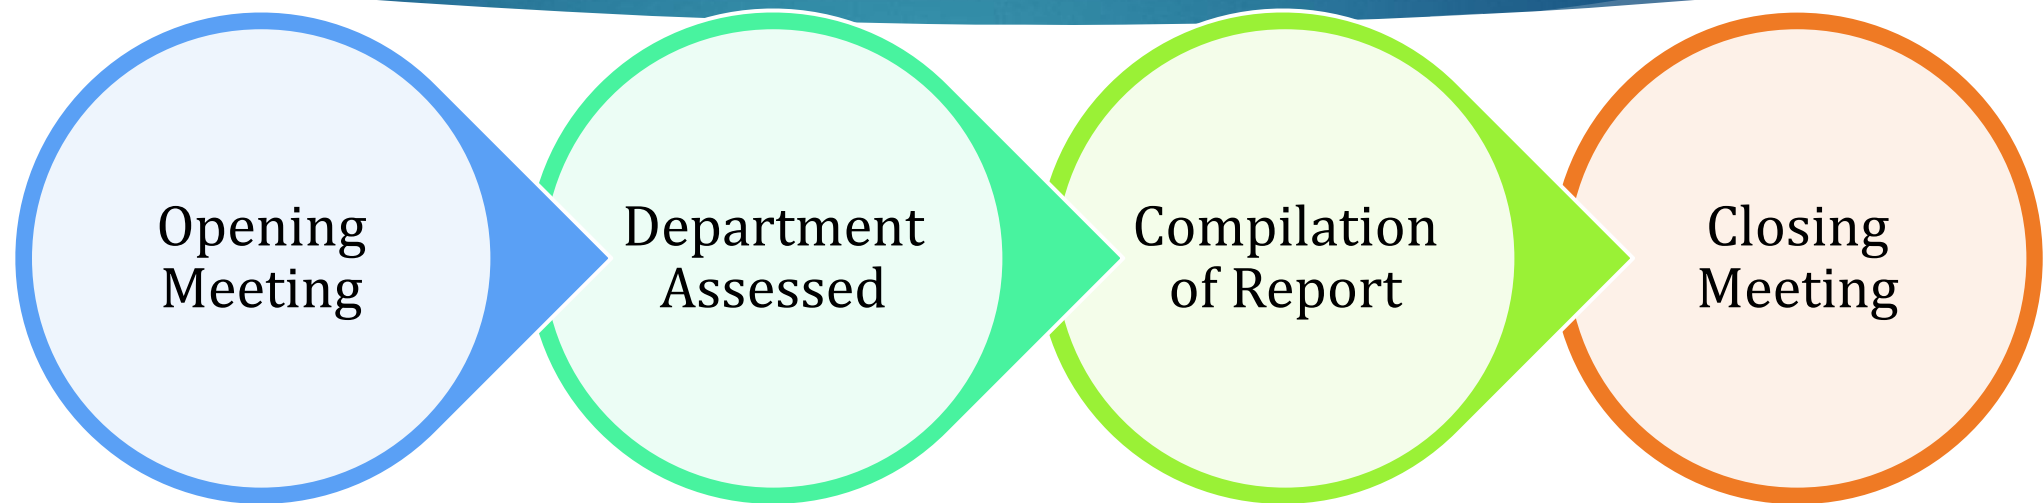 Opening
Meeting
Department
Assessed
Compilation
of Report
Closing
Meeting